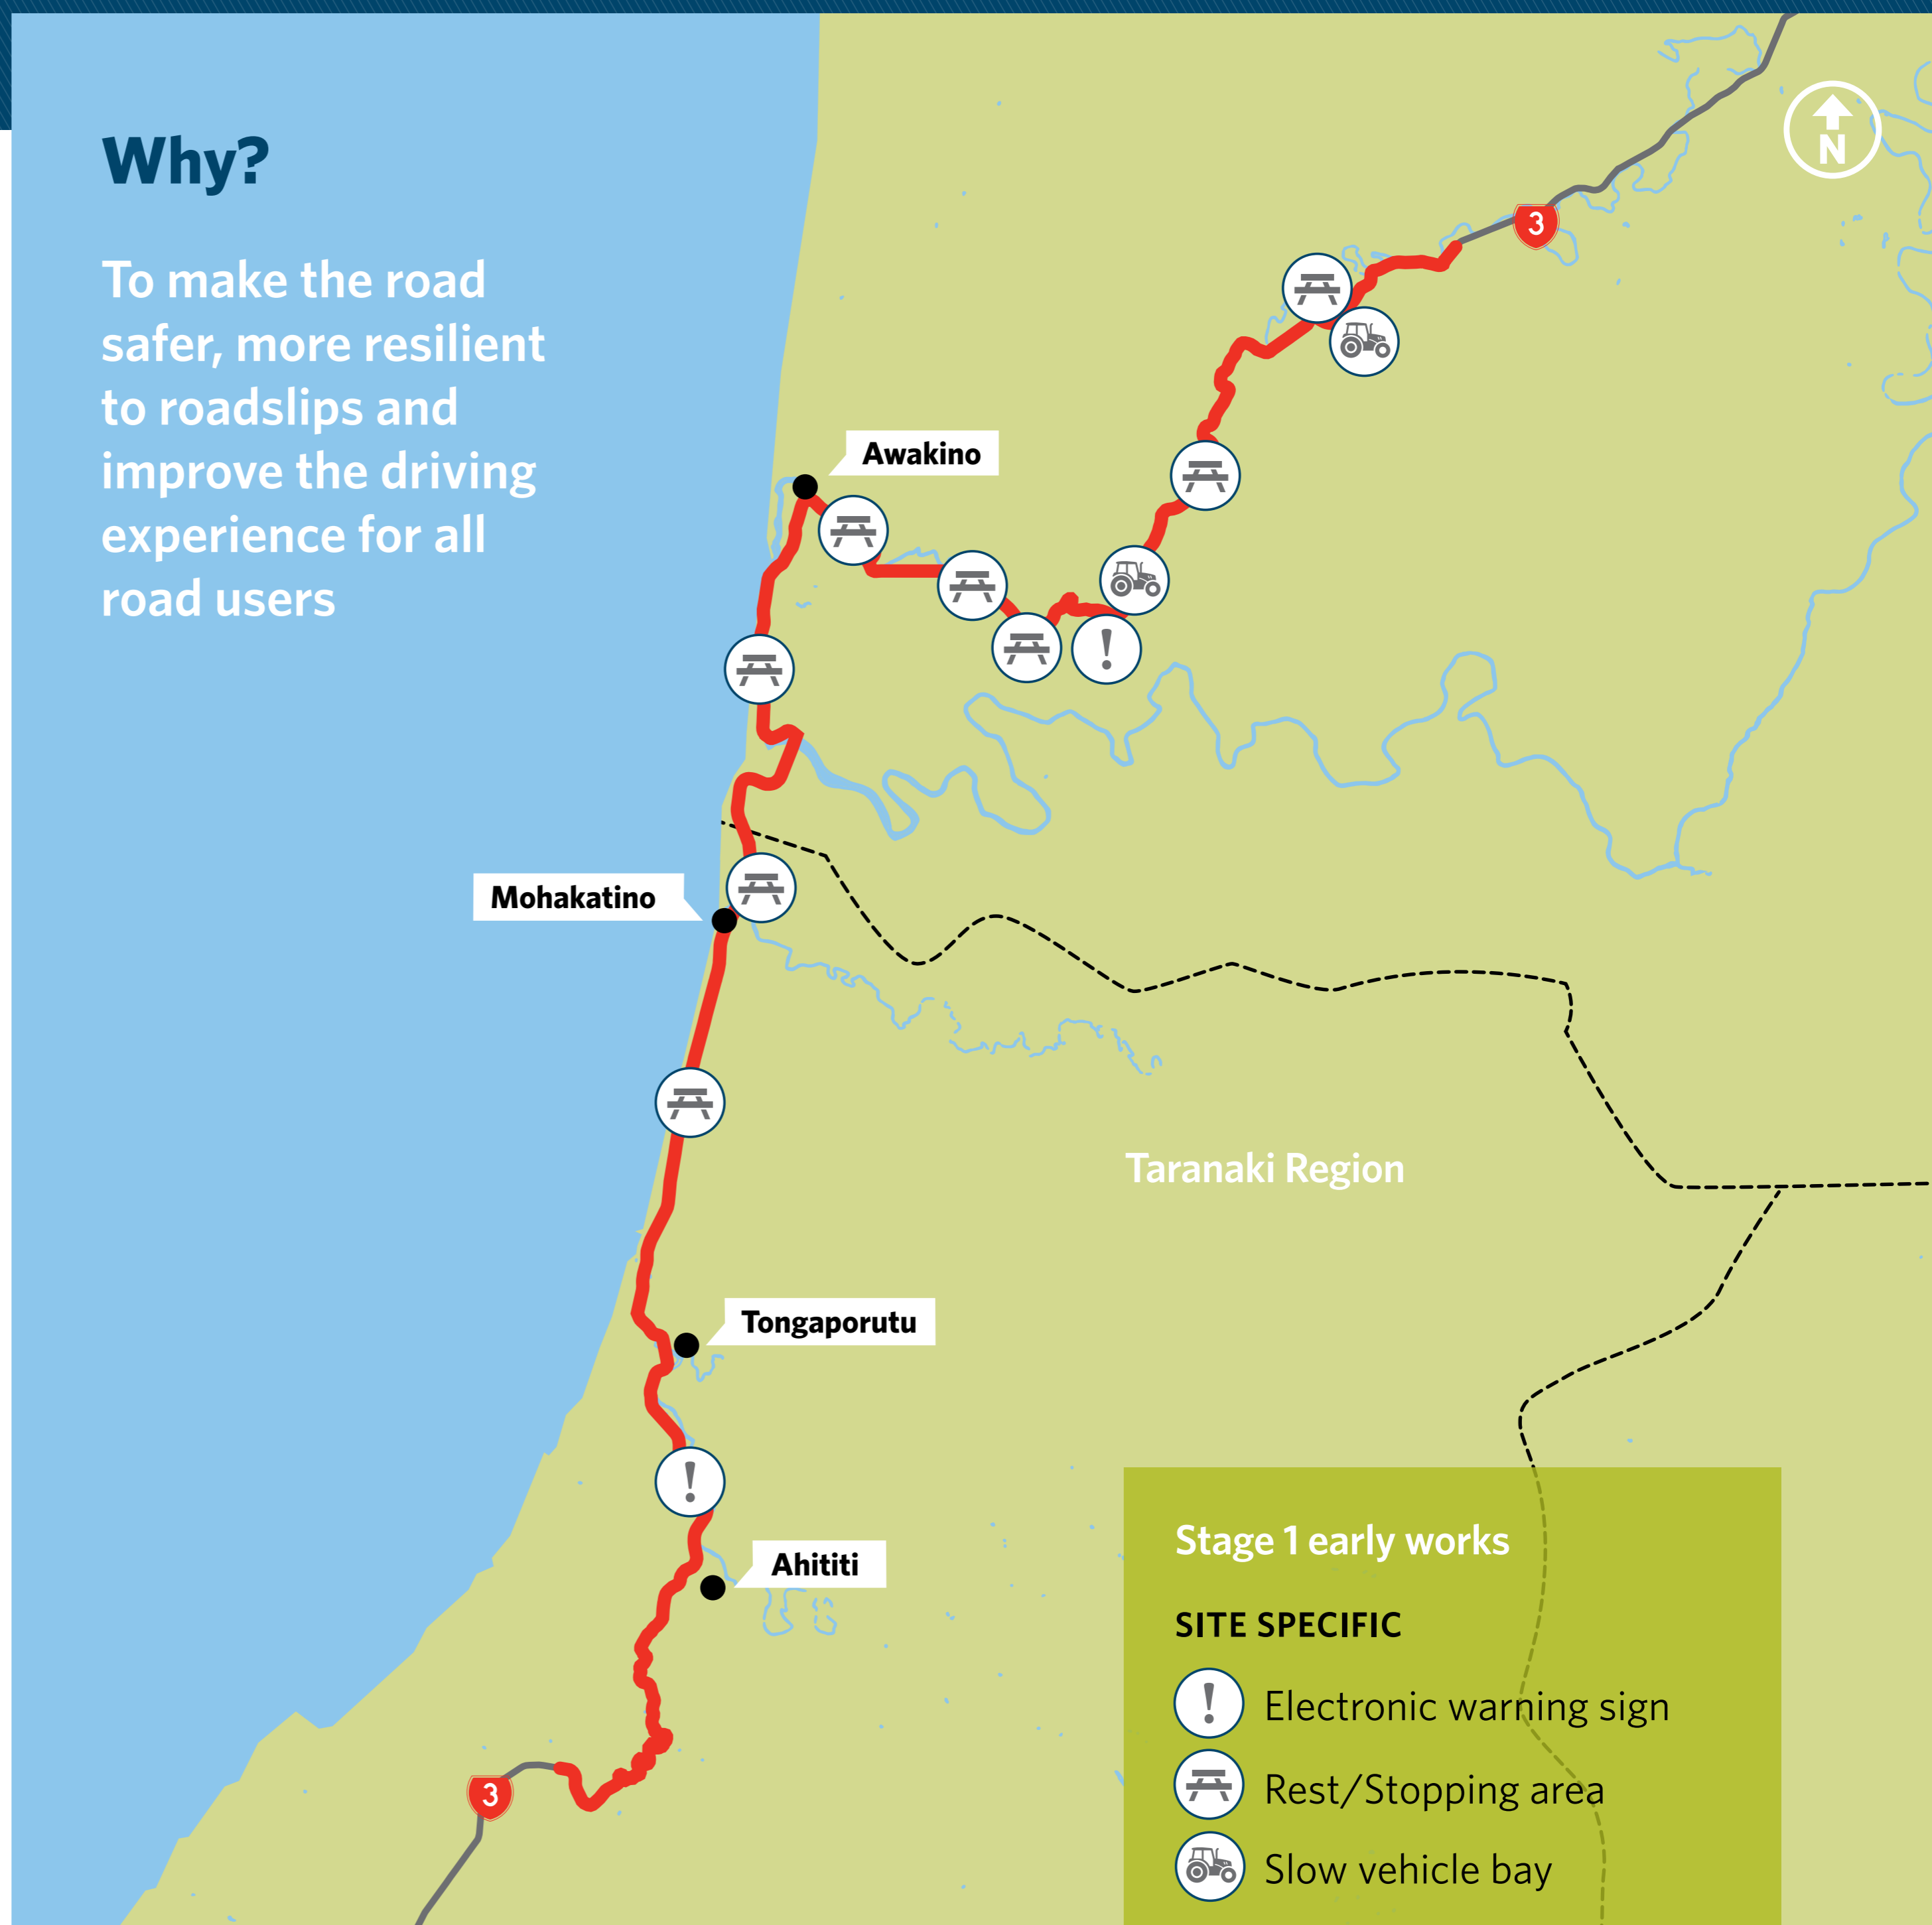 Why?
To make the road
safer, more resilient
to roadslips and
improve the driving
experience for all
road users
N
3
Awakino
Mohakatino
Taranaki Region
Tongaporutu
Ahititi
3
Stage 1 early works
SITE SPECIFIC
! Electronic warning sign
Rest/Stopping area
Slow vehicle bay